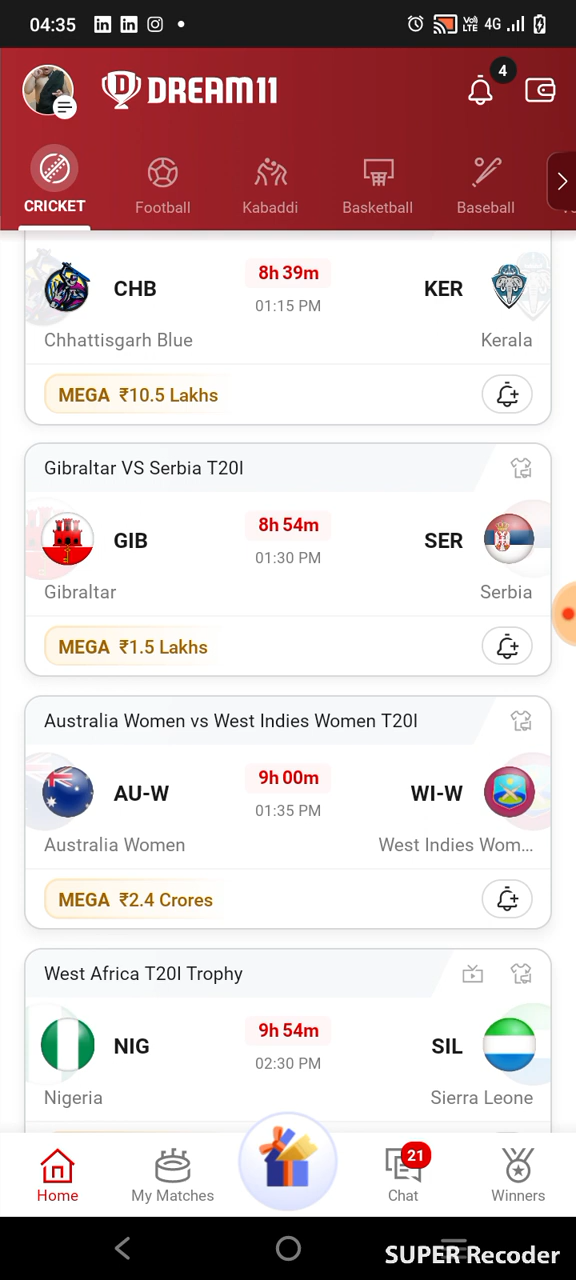 04:35
Vo) LTE 4G
4
DREAM11
CRICKET Football Kabaddi Basketball Baseball
CHB 8h 39m KER
01:15 PM
Chhattisgarh Blue Kerala
MEGA ₹10.5 Lakhs
Gibraltar VS Serbia T20I
GIB 8h 54m SER
01:30 PM
Gibraltar Serbia
MEGA ₹1.5 Lakhs
Australia Women vs West Indies Women T20I
AU-W 9h 00m WI-W
01:35 PM
Australia Women West Indies Wom...
MEGA ₹2.4 Crores
West Africa T20I Trophy
NIG 9h 54m SIL
02:30 PM
Nigeria Sierra Leone
21
Home My Matches Chat Winners
SUPER Recoder